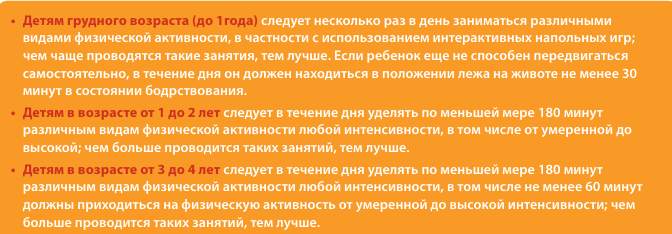 • Детям грудного возраста (до 1года) следует несколько раз в день заниматься различными
видами физической активности, в частности с использованием интерактивных напольных игр;
чем чаще проводятся такие занятия, тем лучше. Если ребенок еще не способен передвигаться
самостоятельно, в течение дня он должен находиться в положении лежа на животе не менее 30
минут в состоянии бодрствования.
• Детям в возрасте от 1 до 2 лет следует в течение дня уделять по меньшей мере 180 минут
различным видам физической активности любой интенсивности, в том числе от умеренной до
высокой; чем больше проводится таких занятий, тем лучше.
• Детям в возрасте от 3 до 4 лет следует в течение дня уделять по меньшей мере 180 минут
различным видам физической активности любой интенсивности, в том числе не менее 60 минут
должны приходиться на физическую активность от умеренной до высокой интенсивности; чем
больше проводится таких занятий, тем лучше.